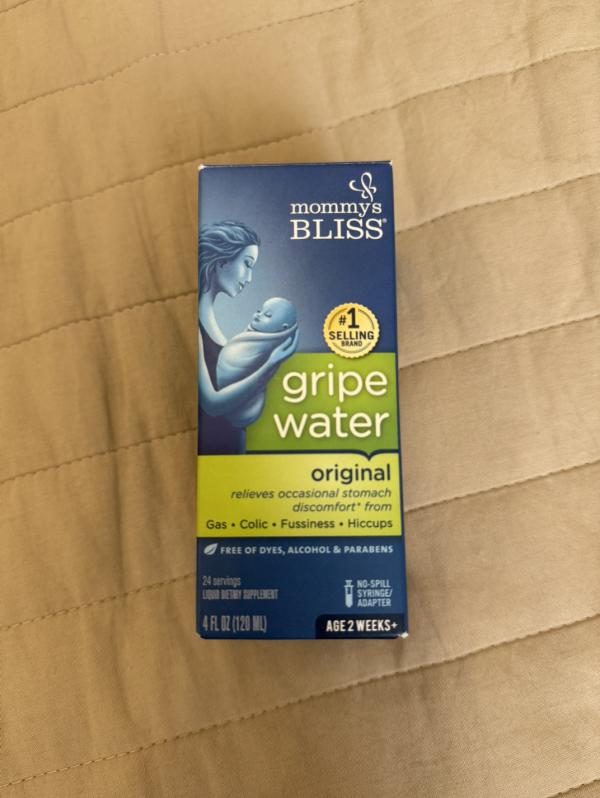 mommy's
BLISS®
#1
SELLING
BRAND
gripe
water
original
relieves occasional stomach
discomfort* from
Gas • Colic • Fussiness • Hiccups
FREE OF DYES, ALCOHOL & PARABENS
24 servings
LIQUID DIETARY SUPPLEMENT
4 FL OZ (120 ML)
NO-SPILL
SYRINGE/
ADAPTER
AGE 2 WEEKS+